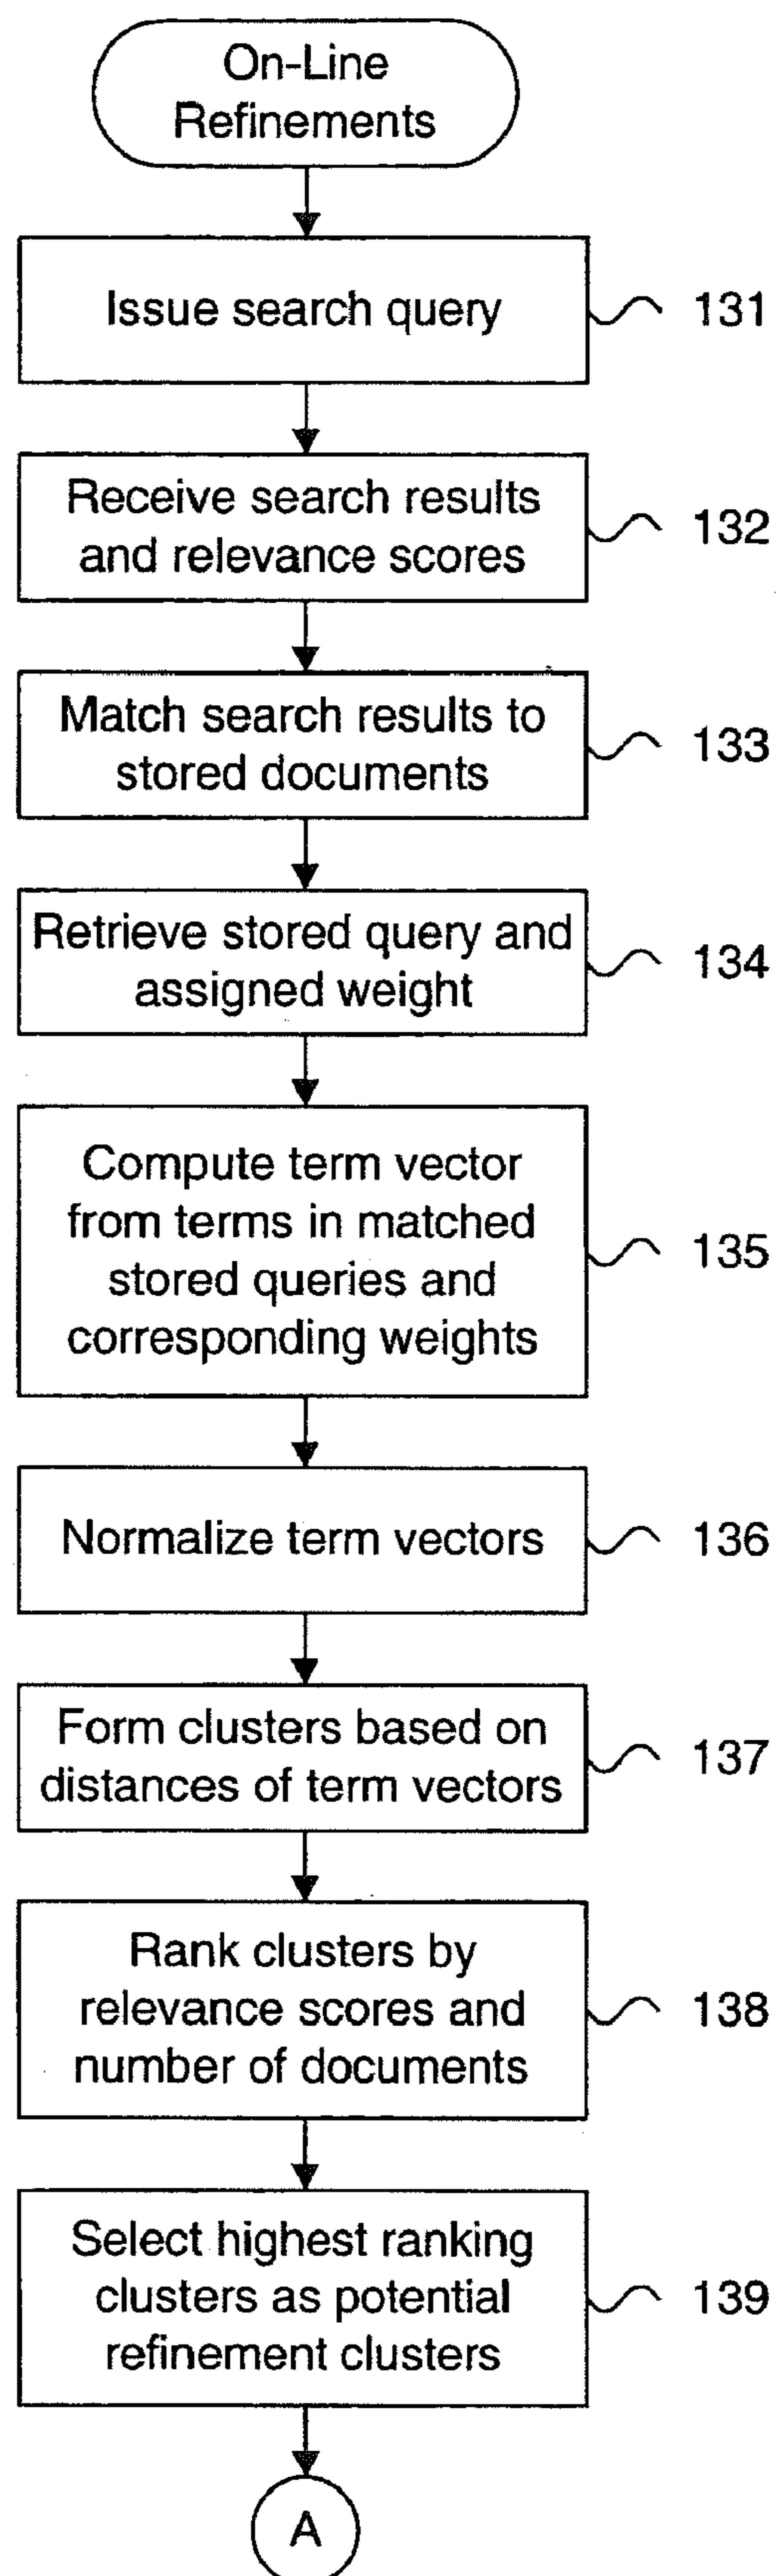 On-Line
Refinements
Issue search query
131
Receive search results
and relevance scores
132
Match search results to
stored documents
133
Retrieve stored query and
assigned weight
134
Compute term vector
from terms in matched
stored queries and
corresponding weights
135
Normalize term vectors
136
Form clusters based on
distances of term vectors
137
Rank clusters by
relevance scores and
number of documents
138
Select highest ranking
clusters as potential
refinement clusters
139
A